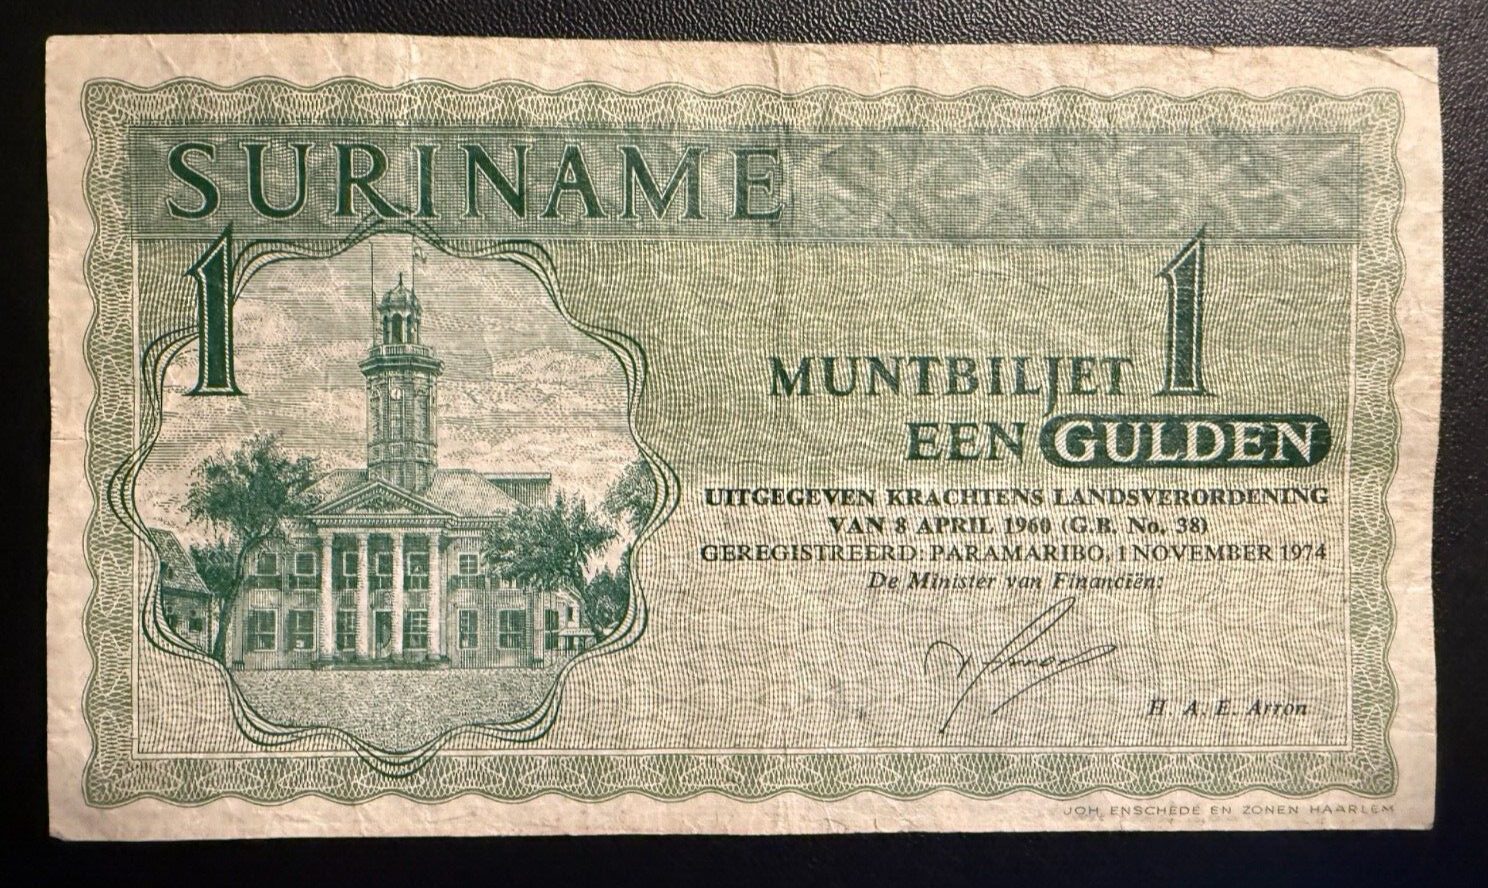 SURINAME
1
1
MUNTBILJET
EEN GULDEN
UITGEGEVEN KRACHTENS LANDSVERORDENING
VAN 8 APRIL 1960 (G.B. No. 38)
GEREGISTREERD: PARAMARIBO, 1 NOVEMBER 1974
De Minister van Financiën:
H A. E. Arron
JOH. ENSCHEDÉ EN ZONEN HAARLEM